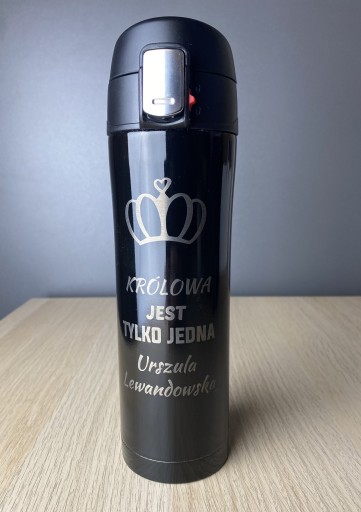 KRÓLOWA
JEST
TYLKO JEDNA
Urszula
Lewandowska